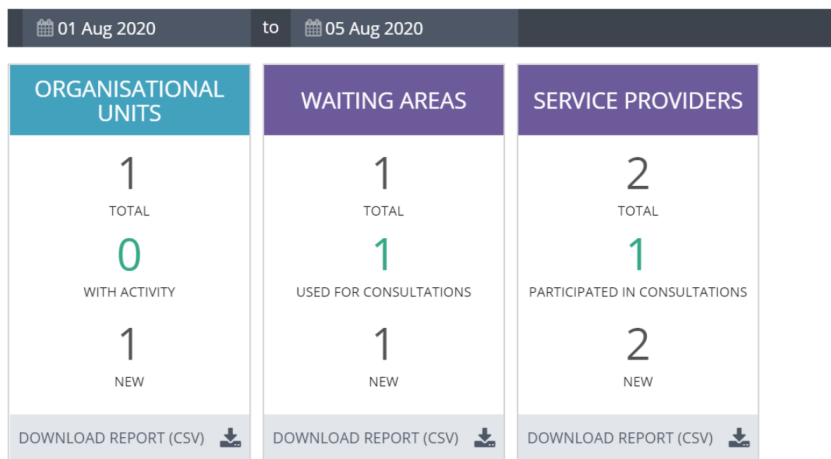 01 Aug 2020 to 05 Aug 2020
ORGANISATIONAL
UNITS
1
TOTAL
0
WITH ACTIVITY
1
NEW
DOWNLOAD REPORT (CSV)
WAITING AREAS
1
TOTAL
1
USED FOR CONSULTATIONS
1
NEW
DOWNLOAD REPORT (CSV)
SERVICE PROVIDERS
2
TOTAL
1
PARTICIPATED IN CONSULTATIONS
2
NEW
DOWNLOAD REPORT (CSV)